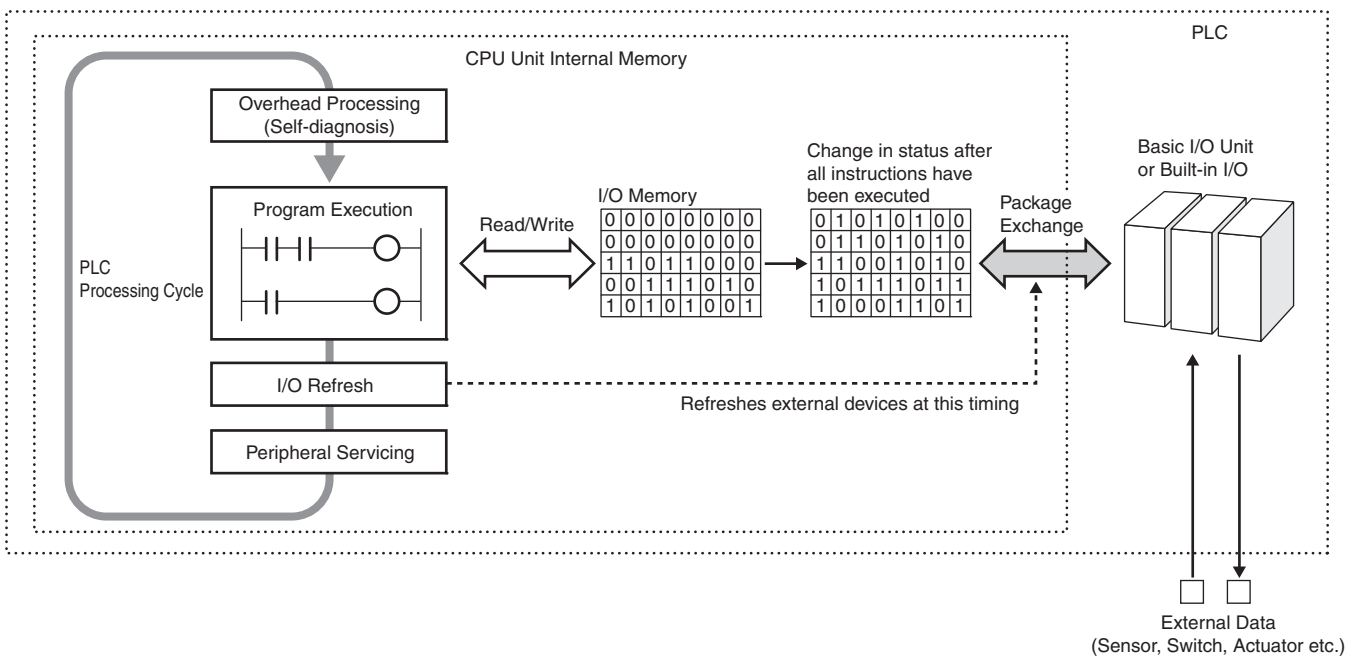 PLC
CPU Unit Internal Memory
Overhead Processing
(Self-diagnosis)
Program Execution
PLC
Processing Cycle
I/O Refresh
Peripheral Servicing
Read/Write
I/O Memory
0 0 0 0 0 0 0 0
0 0 0 0 0 0 0 0
1 1 0 1 1 0 0 0
0 0 1 1 1 0 1 0
1 0 1 0 1 0 0 1
Change in status after
all instructions have
been executed
0 1 0 1 0 1 0 0
0 1 1 0 1 0 1 0
1 1 0 0 1 0 1 0
1 0 1 1 1 0 1 1
1 0 0 0 1 1 0 1
Package
Exchange
Refreshes external devices at this timing
Basic I/O Unit
or Built-in I/O
External Data
(Sensor, Switch, Actuator etc.)